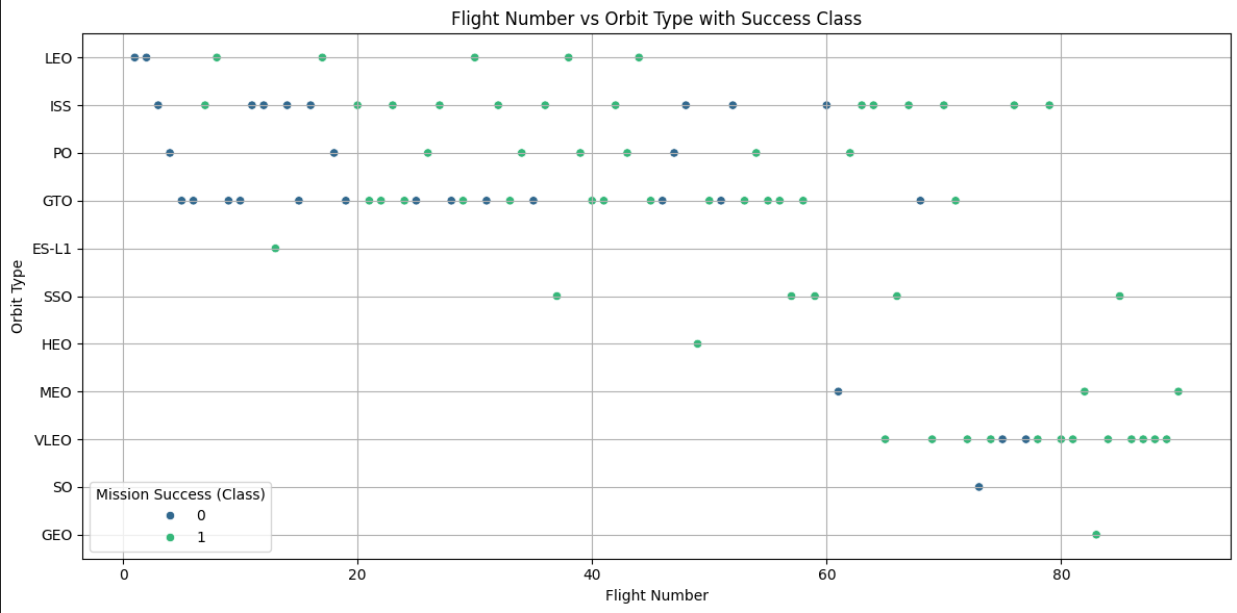 Flight Number vs Orbit Type with Success Class
Orbit Type
LEO
ISS
PO
GTO
ES-L1
SSO
HEO
MEO
VLEO
SO
GEO
Mission Success (Class)
0
1
0 20 40 60 80
Flight Number